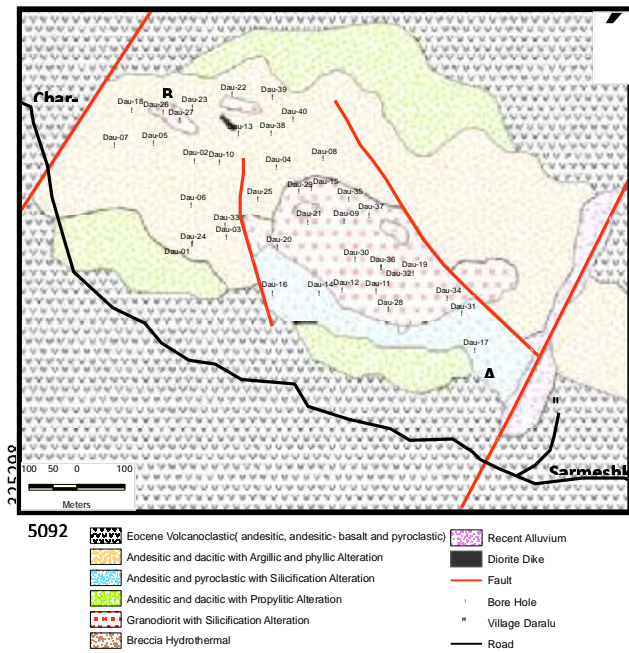 Char-
B
Dau-22
Dau-39
Dau-18
Dau-26
Dau-23
Dau-27
Dau-40
Dau-13
Dau-38
Dau-07
Dau-05
Dau-02
Dau-10
Dau-04
Dau-08
Dau-25
Dau-29
Dau-15
Dau-35
Dau-06
Dau-33
Dau-21
Dau-09
Dau-37
Dau-03
Dau-24
Dau-01
Dau-20
Dau-30
Dau-36
Dau-19
Dau-32
Dau-16
Dau-14
Dau-12
Dau-11
Dau-28
Dau-34
Dau-31
Dau-17
A
"
100 50 0 100
Meters
5092
Eocene Volcanoclastic( andesitic, andesitic- basalt and pyroclastic)
Andesitic and dacitic with Argillic and phyllic Alteration
Andesitic and pyroclastic with Silicification Alteration
Andesitic and dacitic with Propylitic Alteration
Granodiorit with Silicification Alteration
Breccia Hydrothermal
Recent Alluvium
Diorite Dike
Fault
Bore Hole
Village Daralu
Road